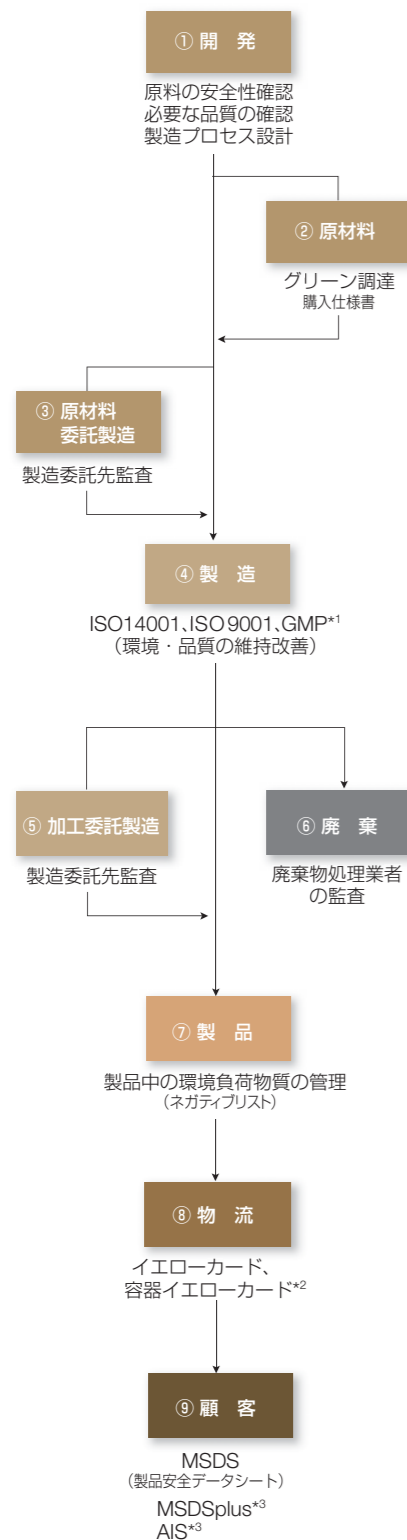 ① 開　発
原料の安全性確認
必要な品質の確認
製造プロセス設計
② 原材料
グリーン調達
購入仕様書
③ 原材料
委託製造
製造委託先監査
④ 製　造
ISO14001、ISO9001、GMP*1
（環境・品質の維持改善）
⑤ 加工委託製造
製造委託先監査
⑥ 廃　棄
廃棄物処理業者
の監査
⑦ 製　品
製品中の環境負荷物質の管理
（ネガティブリスト）
⑧ 物　流
イエローカード、
容器イエローカード*2
⑨ 顧　客
MSDS
（製品安全データシート）
MSDSplus*3
AIS*3